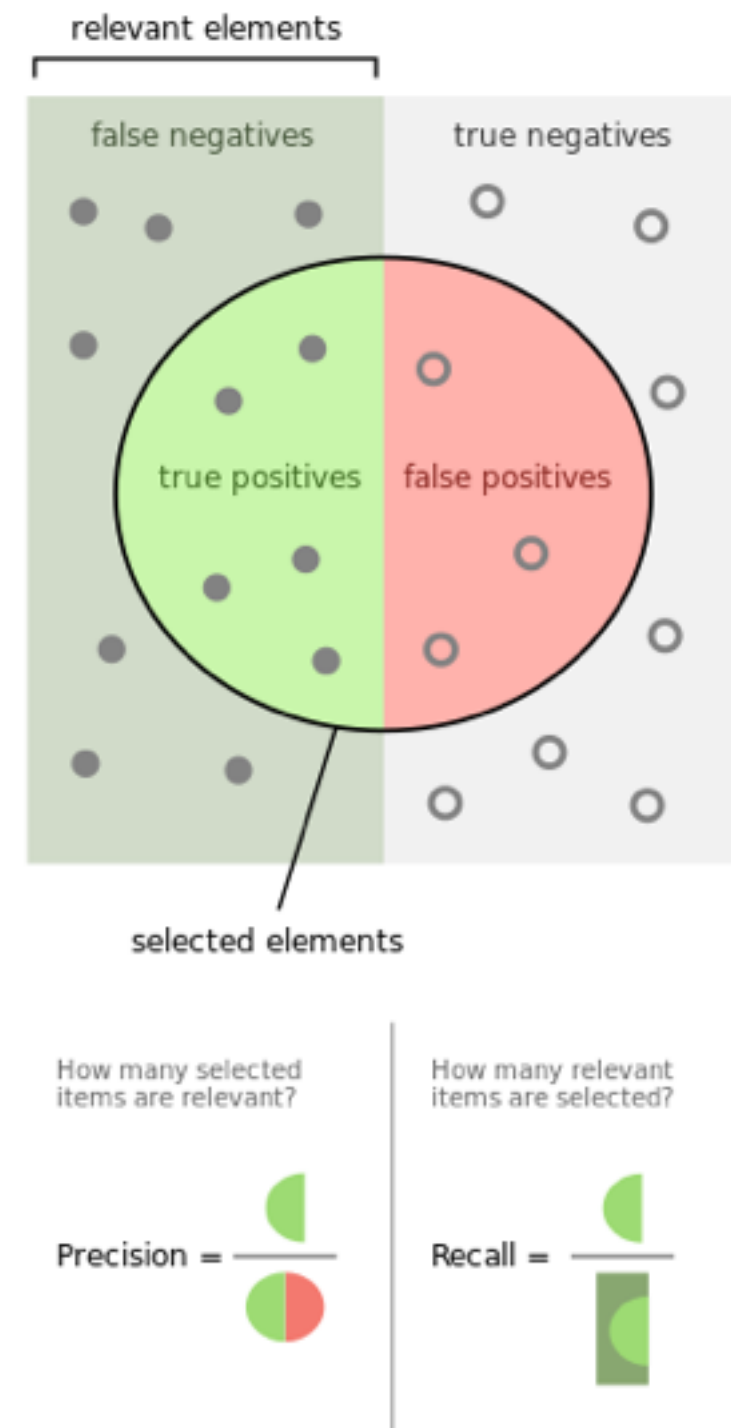 relevant elements
false negatives
true negatives
true positives
false positives
selected elements
How many selected
items are relevant?
Precision =
How many relevant
items are selected?
Recall =